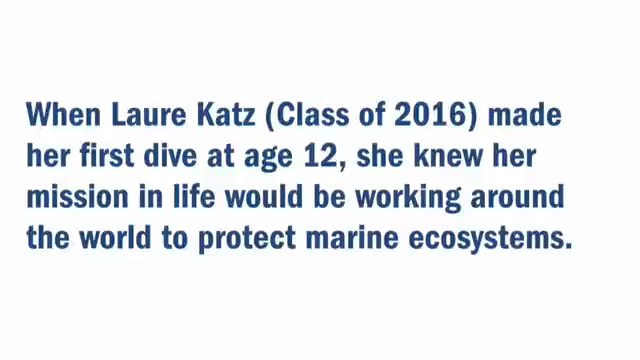 When Laure Katz (Class of 2016) made
her first dive at age 12, she knew her
mission in life would be working around
the world to protect marine ecosystems.